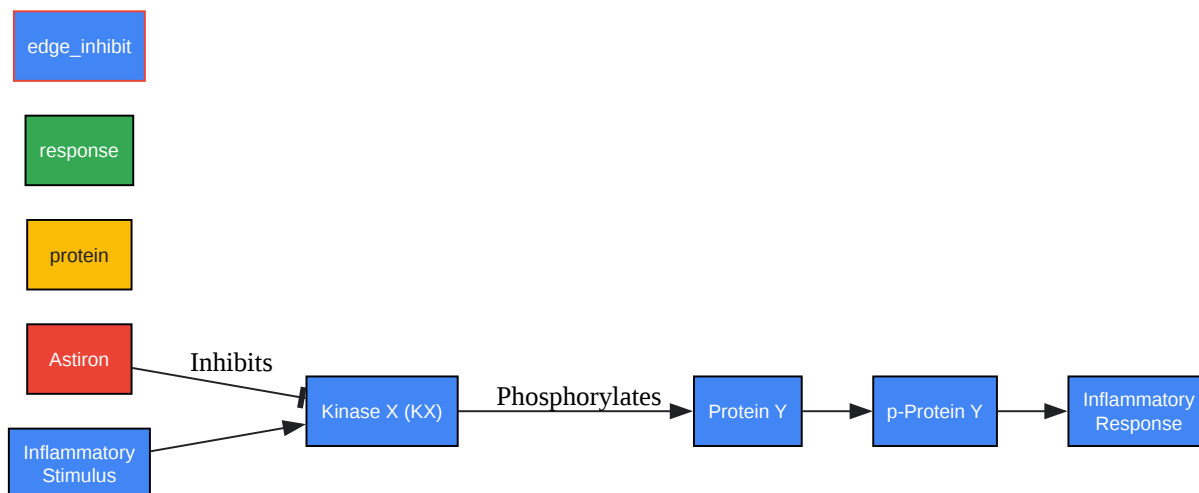 edge_inhibit
response
protein
Astiron
Inhibits
Inflammatory
Stimulus
Kinase X (KX)
Phosphorylates
Protein Y
p-Protein Y
Inflammatory
Response